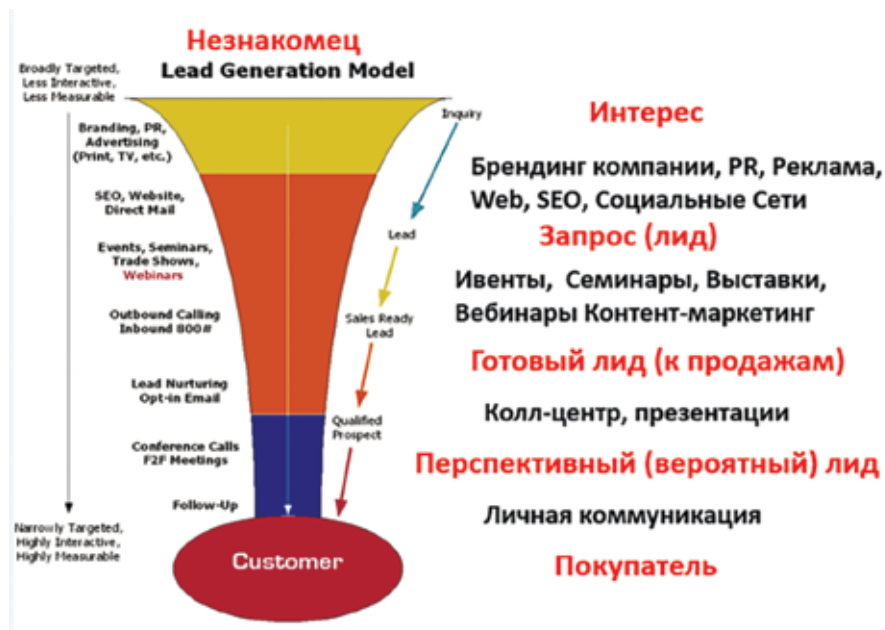 Незнакомец
Lead Generation Model
Broadly Targeted,
Less Interactive,
Less Measurable
Branding, PR,
Advertising
(Print, TV, etc.)
SEO, Website,
Direct Mail
Events, Seminars,
Trade Shows,
Webinars
Outbound Calling
Inbound 800#
Lead Nurturing
Opt-in Email
Conference Calls
F2F Meetings
Follow-Up
Narrowly Targeted,
Highly Interactive,
Highly Measurable
Customer
Inquiry
Lead
Sales Ready
Lead
Qualified
Prospect
Интерес
Брендинг компании, PR, Реклама,
Web, SEO, Социальные Сети
Запрос (лид)
Ивенты, Семинары, Выставки,
Вебинары Контент-маркетинг
Готовый лид (к продажам)
Колл-центр, презентации
Перспективный (вероятный) лид
Личная коммуникация
Покупатель